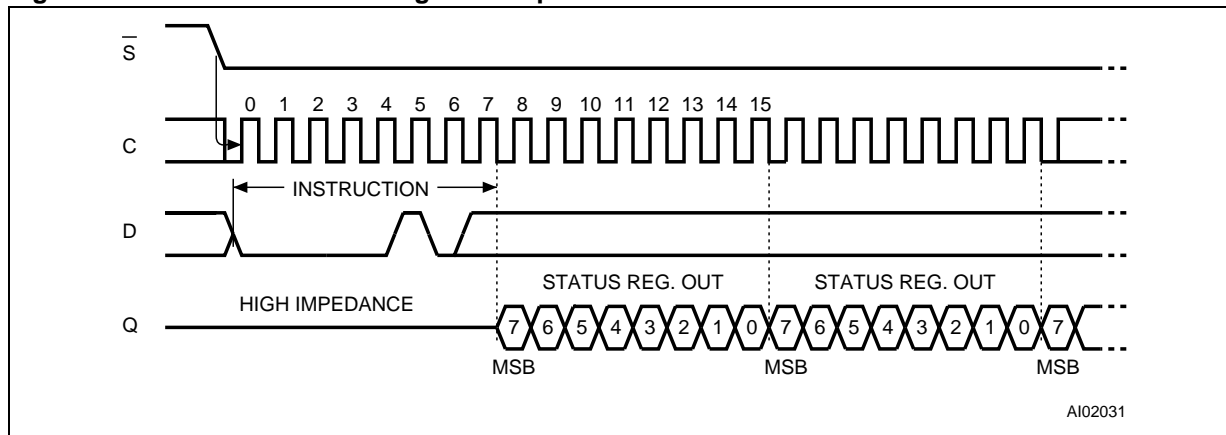 S
0 1 2 3 4 5 6 7 8 9 10 11 12 13 14 15
C
INSTRUCTION
D
STATUS REG. OUT STATUS REG. OUT
HIGH IMPEDANCE
Q 7 6 5 4 3 2 1 0 7 6 5 4 3 2 1 0 7
MSB MSB MSB
AI02031